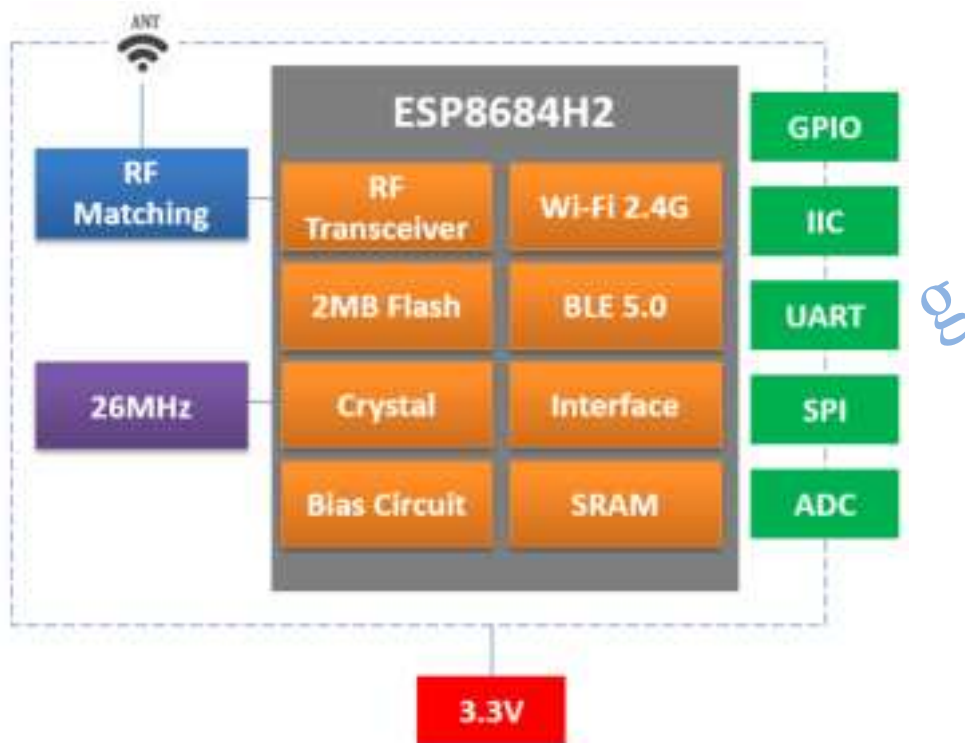 ANT
ESP8684H2
RF
Matching
RF
Transceiver
Wi-Fi 2.4G
GPIO
IIC
2MB Flash
BLE 5.0
UART
26MHz
Crystal
Interface
SPI
Bias Circuit
SRAM
ADC
3.3V